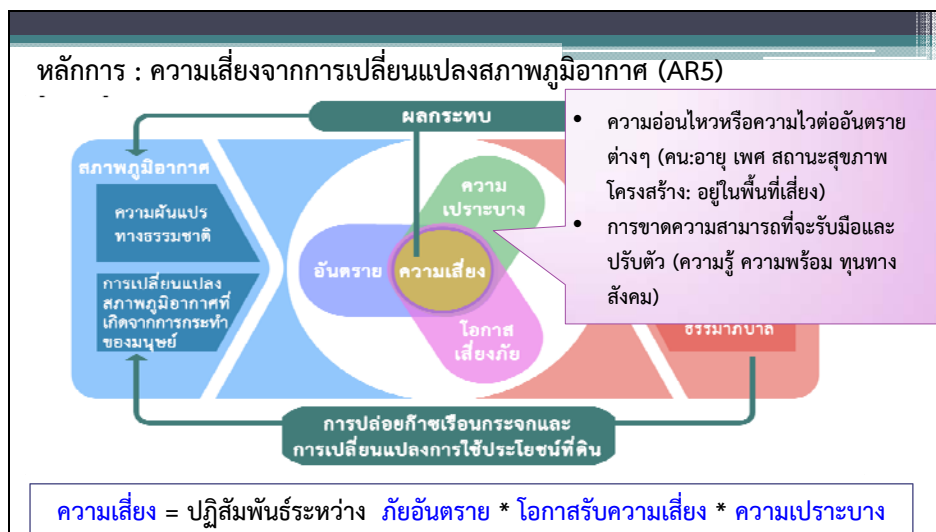 หลักการ : ความเสี่ยงจากการเปลี่ยนแปลงสภาพภูมิอากาศ (AR5)
ผลกระทบ
สภาพภูมิอากาศ
ความผันแปร
ทางธรรมชาติ
การเปลี่ยนแปลง
สภาพภูมิอากาศที่
เกิดจากการกระทำ
ของมนุษย์
ความ
เปราะบาง
อันตราย
ความเสี่ยง
โอกาส
เสี่ยงภัย
• ความอ่อนไหวหรือความไวต่ออันตราย
ต่างๆ (คน:อายุ เพศ สถานะสุขภาพ
โครงสร้าง: อยู่ในพื้นที่เสี่ยง)
• การขาดความสามารถที่จะรับมือและ
ปรับตัว (ความรู้ ความพร้อม ทุนทาง
สังคม)
ธรรมาภิบาล
การปล่อยก๊าซเรือนกระจกและ
การเปลี่ยนแปลงการใช้ประโยชน์ที่ดิน
ความเสี่ยง = ปฏิสัมพันธ์ระหว่าง ภัยอันตราย * โอกาสรับความเสี่ยง * ความเปราะบาง